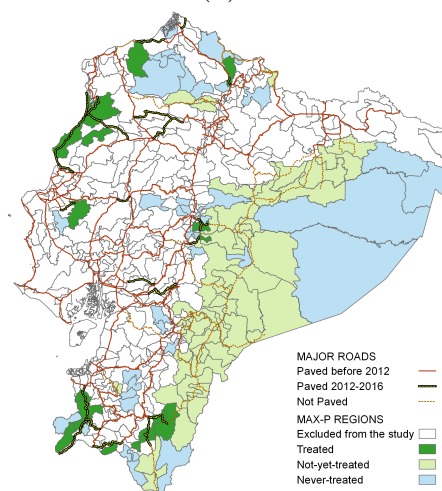 MAJOR ROADS
Paved before 2012
Paved 2012-2016
Not Paved
MAX-P REGIONS
Excluded from the study
Treated
Not-yet-treated
Never-treated